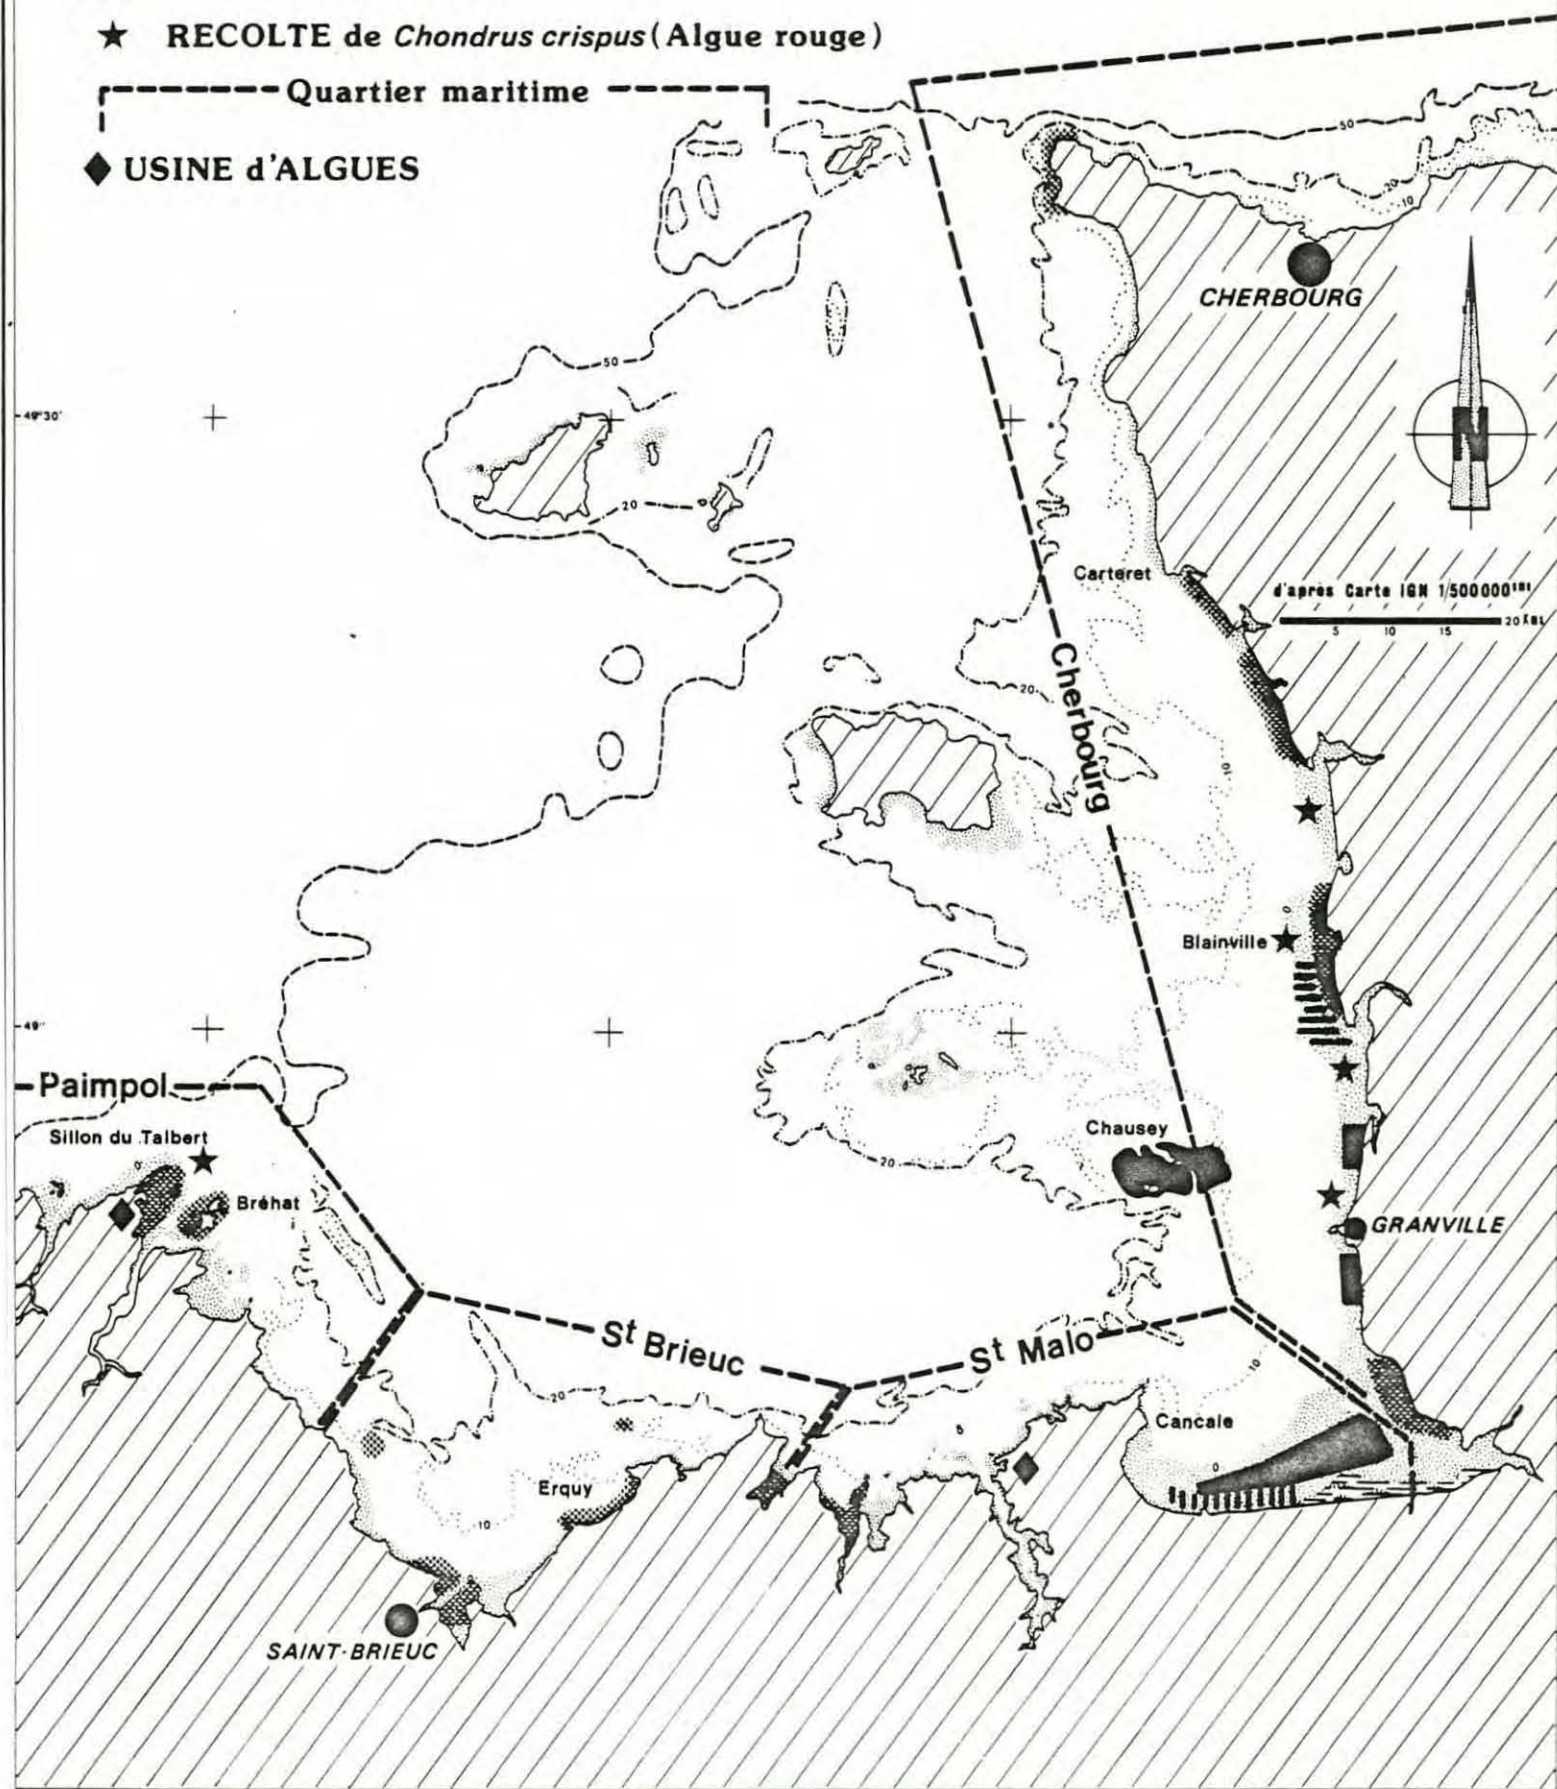 ★ RECOLTE de Chondrus crispus (Algue rouge)
Quartier maritime
◆ USINE d'ALGUES
50
10
CHERBOURG
50
49°30'
N
20
Carteret
d'après Carte IGN 1/500000
5 10 15 20
Cherbourg
20
10
0
Blainville
49°
Paimpol
Sillon du Talbert
0
Chausey
20
Bréhat
GRANVILLE
St Brieuc
St Malo
10
20
Cancale
0
Erquy
10
SAINT-BRIEUC